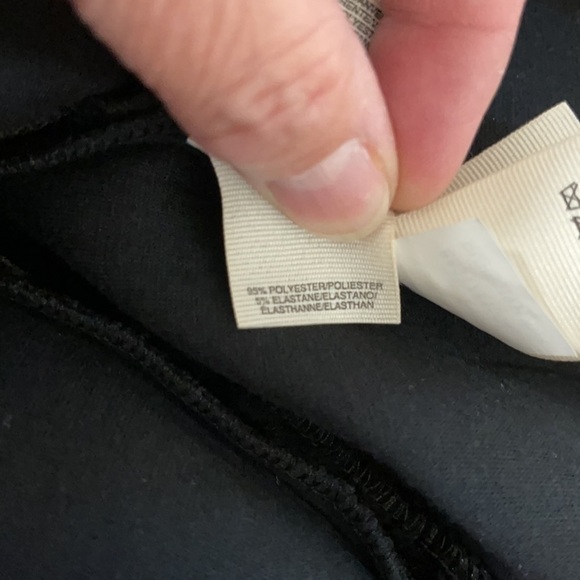 95% POLYESTER/POLIESTER
5% ELASTANE/ELASTANO/
ÉLASTHANNE/ELASTHAN